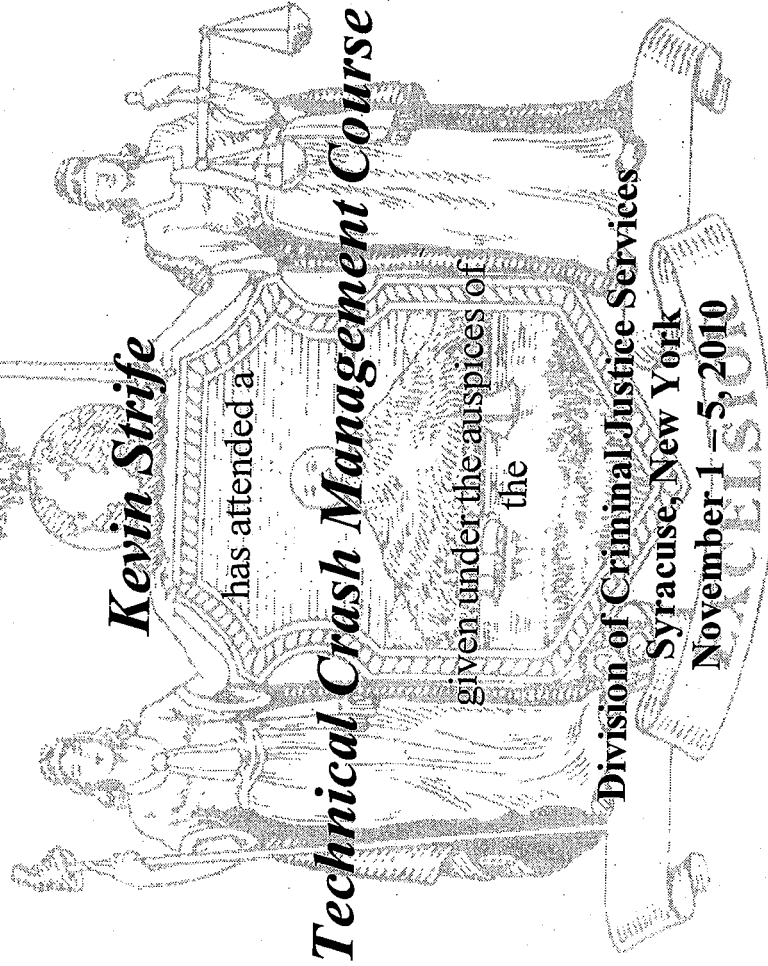 Kevin Strife
has attended a
Technical Crash Management Course
given under the auspices of
the
Division of Criminal Justice Services
Syracuse, New York
November 1 – 5, 2010
EXCELSIOR